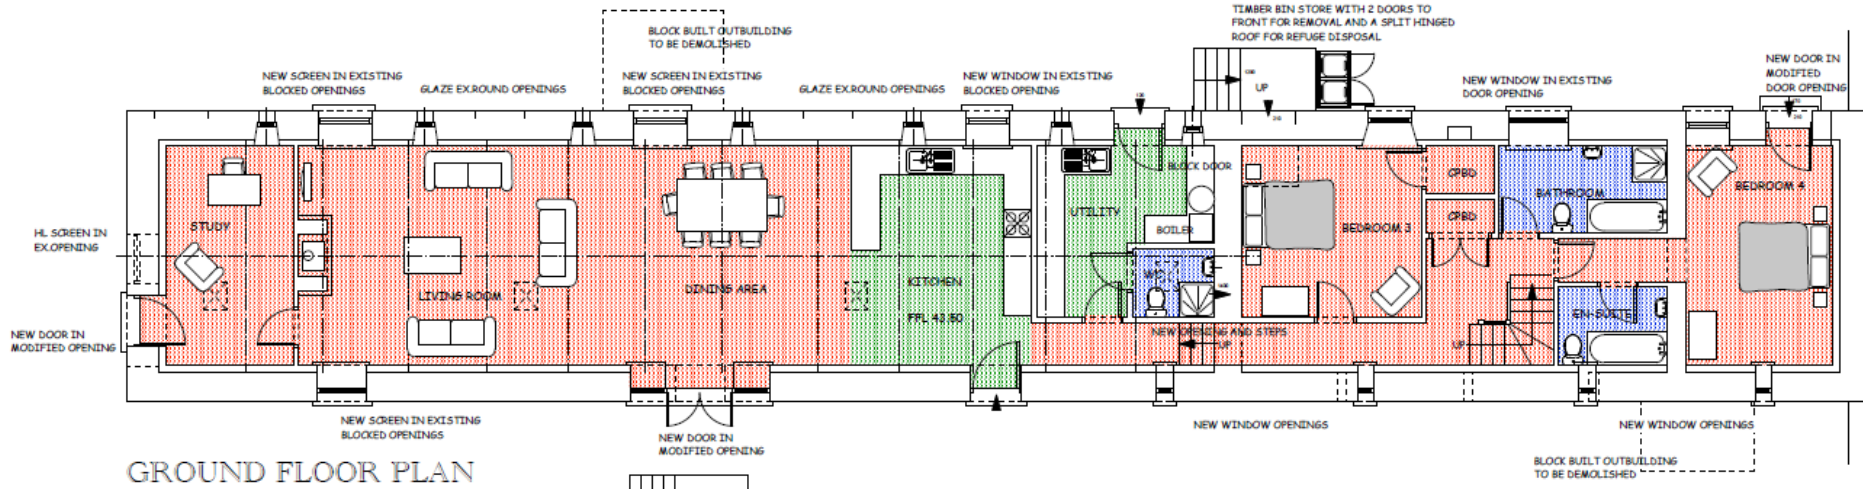 TIMBER BIN STORE WITH 2 DOORS TO
FRONT FOR REMOVAL AND A SPLIT HINGED
ROOF FOR REFUGE DISPOSAL
BLOCK BUILT OUTBUILDING
TO BE DEMOLISHED
NEW SCREEN IN EXISTING
BLOCKED OPENINGS
GLAZE EX.ROUND OPENINGS
NEW SCREEN IN EXISTING
BLOCKED OPENINGS
GLAZE EX.ROUND OPENINGS
NEW WINDOW IN EXISTING
BLOCKED OPENING
UP
NEW WINDOW IN EXISTING
DOOR OPENING
NEW DOOR IN
MODIFIED
DOOR OPENING
BLOCK DOOR
CPBD
BATHROOM
BEDROOM 4
STUDY
UTILITY
BOILER
CPBD
BEDROOM 3
HL SCREEN IN
EX.OPENING
LIVING ROOM
DINING AREA
KITCHEN
FFL 43.50
WC
EN-SUITE
NEW DOOR IN
MODIFIED OPENING
NEW OPENING AND STEPS
UP
UP
NEW SCREEN IN EXISTING
BLOCKED OPENINGS
NEW DOOR IN
MODIFIED OPENING
NEW WINDOW OPENINGS
NEW WINDOW OPENINGS
BLOCK BUILT OUTBUILDING
TO BE DEMOLISHED
GROUND FLOOR PLAN